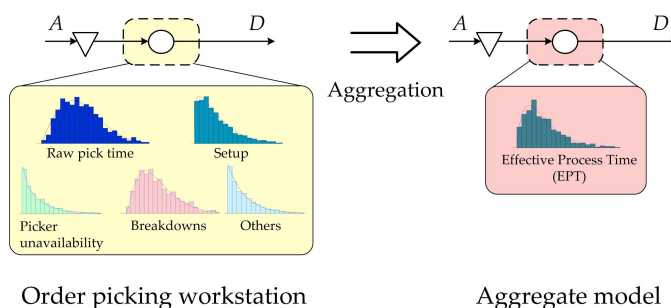 A D
A D
Aggregation
Raw pick time
Setup
Effective Process Time
(EPT)
Picker
unavailability
Breakdowns
Others
Order picking workstation
Aggregate model